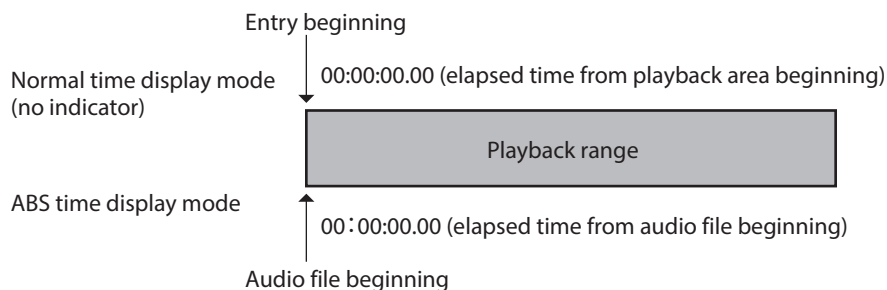 Entry beginning
Normal time display mode
(no indicator)
00:00:00.00 (elapsed time from playback area beginning)
Playback range
ABS time display mode
00:00:00.00 (elapsed time from audio file beginning)
Audio file beginning